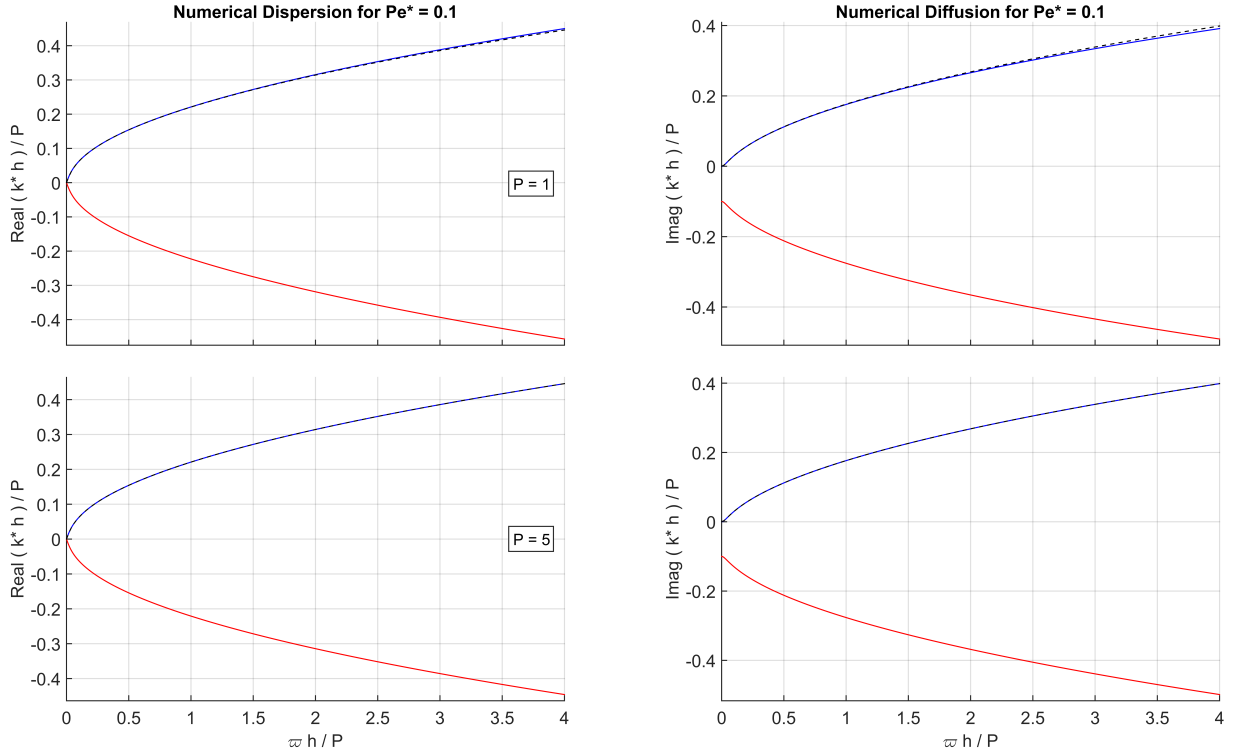 Numerical Dispersion for Pe* = 0.1
Real ( k* h ) / P
0.4
0.3
0.2
0.1
0
-0.1
-0.2
-0.3
-0.4
P = 1
Numerical Diffusion for Pe* = 0.1
Imag ( k* h ) / P
0.4
0.2
0
-0.2
-0.4
Real ( k* h ) / P
0.4
0.3
0.2
0.1
0
-0.1
-0.2
-0.3
-0.4
P = 5
0 0.5 1 1.5 2 2.5 3 3.5 4
ϖ h / P
Imag ( k* h ) / P
0.4
0.2
0
-0.2
-0.4
0 0.5 1 1.5 2 2.5 3 3.5 4
ϖ h / P